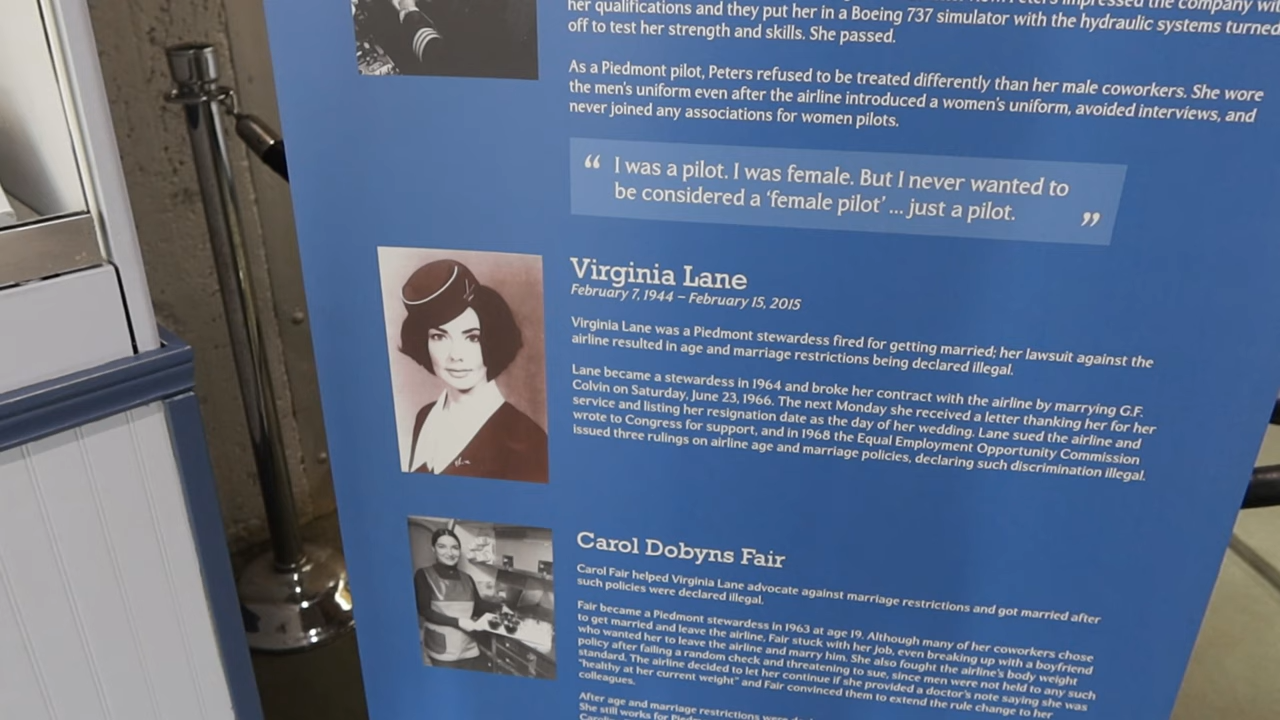 Peters impressed the company
her qualifications and they put her in a Boeing 737 simulator with the hydraulic systems turned
off to test her strength and skills. She passed.
As a Piedmont pilot, Peters refused to be treated differently than her male coworkers. She wore
the men's uniform even after the airline introduced a women's uniform, avoided interviews, and
never joined any associations for women pilots.
“ I was a pilot. I was female. But I never wanted to
be considered a ‘female pilot’ ... just a pilot. ”
Virginia Lane
February 7, 1944 – February 15, 2015
Virginia Lane was a Piedmont stewardess fired for getting married; her lawsuit against the
airline resulted in age and marriage restrictions being declared illegal.
Lane became a stewardess in 1964 and broke her contract with the airline by marrying G.F.
Colvin on Saturday, June 23, 1966. The next Monday she received a letter thanking her for her
service and listing her resignation date as the day of her wedding. Lane sued the airline and
wrote to Congress for support, and in 1968 the Equal Employment Opportunity Commission
issued three rulings on airline age and marriage policies, declaring such discrimination illegal.
Carol Dobyns Fair
Carol Fair helped Virginia Lane advocate against marriage restrictions and got married after
such policies were declared illegal.
Fair became a Piedmont stewardess in 1963 at age 19. Although many of her coworkers chose
to get married and leave the airline, Fair stuck with her job, even breaking up with a boyfriend
who wanted her to leave the airline and marry him. She also fought the airline's body weight
policy after failing a random check and threatening to sue, since men were not held to any such
standard. The airline decided to let her continue if she provided a doctor's note saying she was
"healthy at her current weight" and Fair convinced them to extend the rule change to her
colleagues.
After age and marriage restrictions were
She still works for